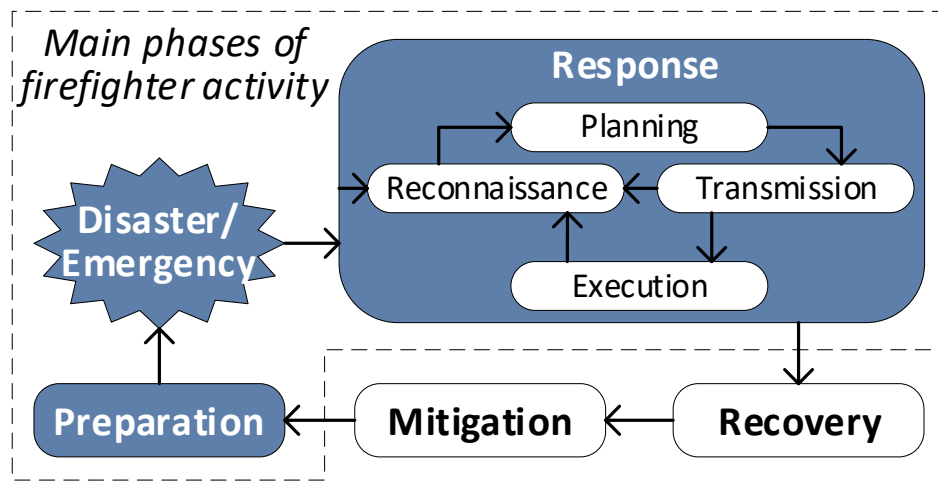 Main phases of
firefighter activity
Response
Planning
Reconnaissance
Transmission
Execution
Disaster/
Emergency
Preparation
Mitigation
Recovery